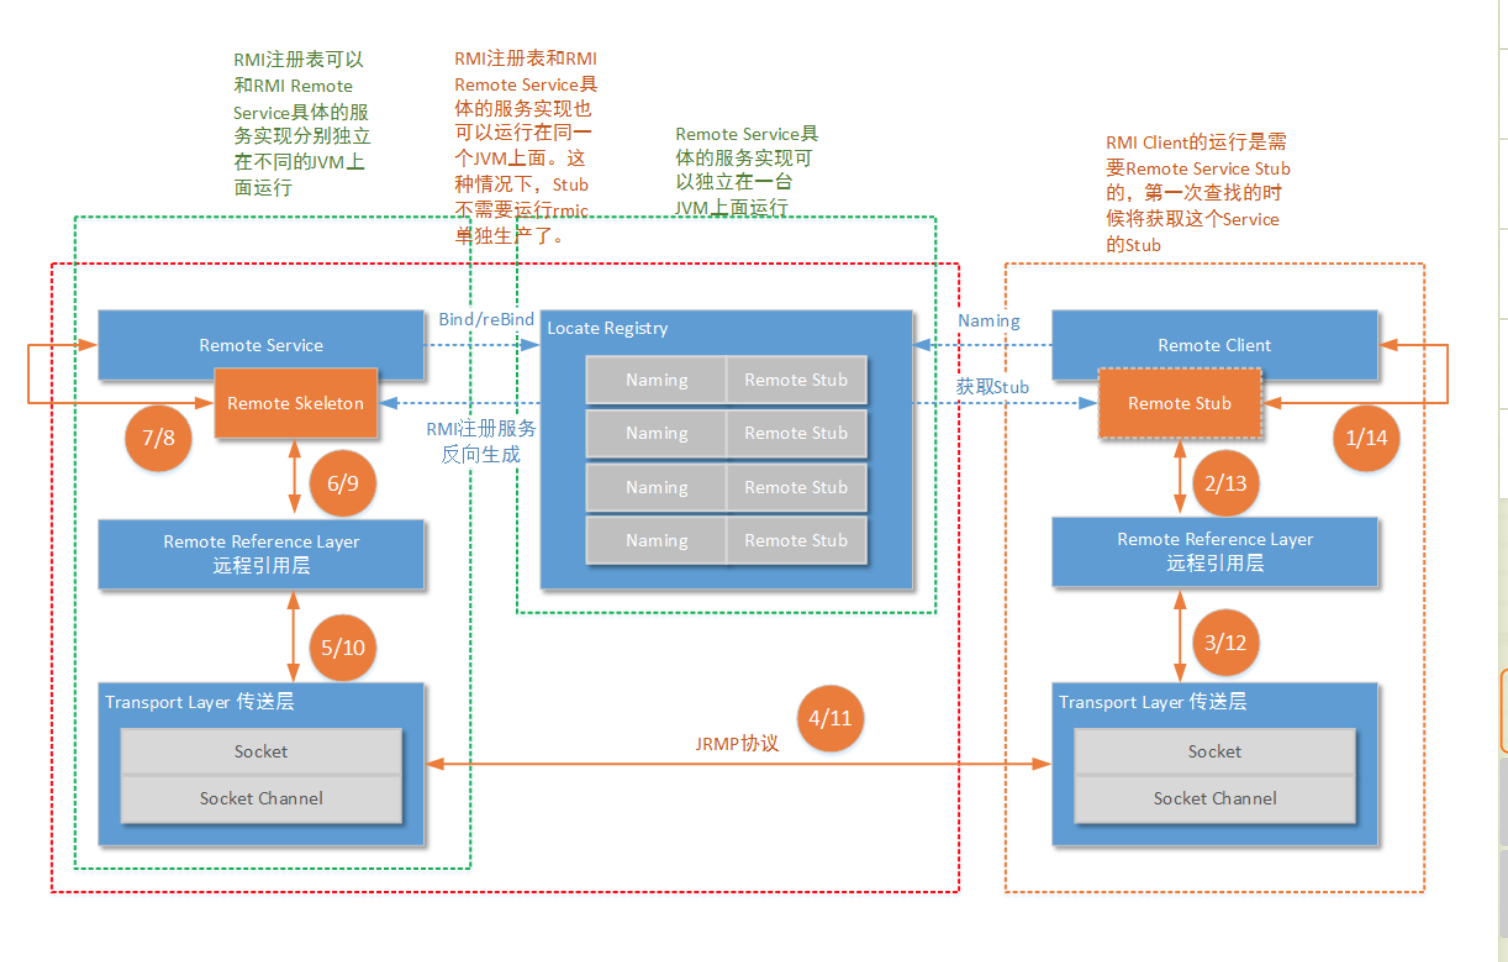 RMI注册表可以
和RMI Remote
Service具体的服
务实现分别独立
在不同的JVM上
面运行
RMI注册表和RMI
Remote Service具
体的服务实现也
可以运行在同一
个JVM上面。这
种情况下，Stub
不需要运行rmic
单独生产了。
Remote Service具
体的服务实现可
以独立在一台
JVM上面运行
RMI Client的运行是需
要Remote Service Stub
的，第一次查找的时
候将获取这个Service
的Stub
Remote Service
Bind/reBind
Locate Registry
Naming
Remote Client
Naming Remote Stub
Naming Remote Stub
Naming Remote Stub
Naming Remote Stub
获取Stub
Remote Skeleton
RMI注册服务
反向生成
Remote Stub
7/8
1/14
6/9
2/13
Remote Reference Layer
远程引用层
Remote Reference Layer
远程引用层
5/10
3/12
Transport Layer 传送层
Socket
Socket Channel
4/11
JRMP协议
Transport Layer 传送层
Socket
Socket Channel